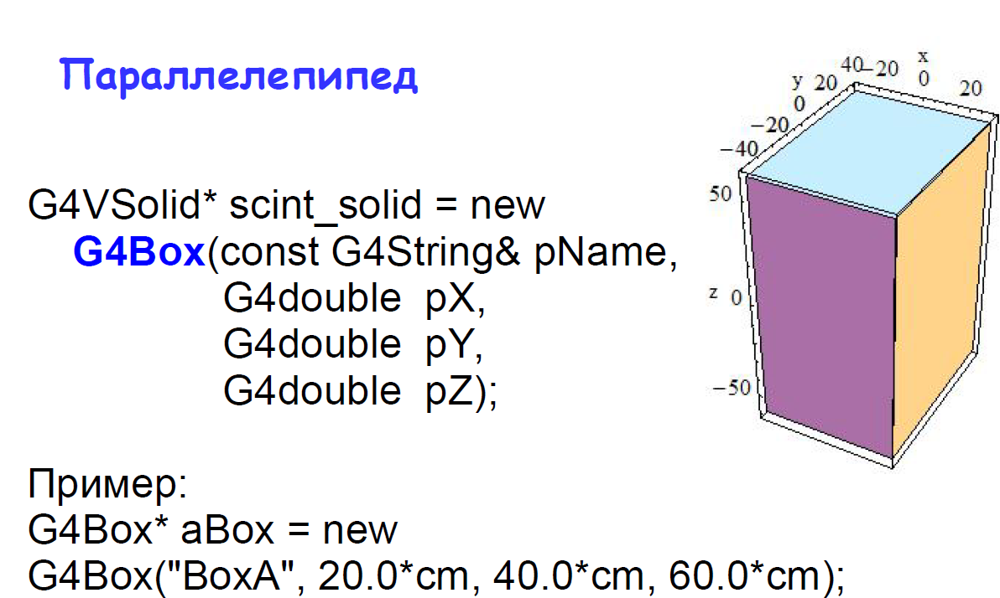 Параллелепипед
G4VSolid* scint_solid = new
G4Box(const G4String& pName,
G4double pX,
G4double pY,
G4double pZ);
Пример:
G4Box* aBox = new
G4Box("BoxA", 20.0*cm, 40.0*cm, 60.0*cm);
x
−20 0 20
y
40 20 0 −20 −40
50
z 0
−50